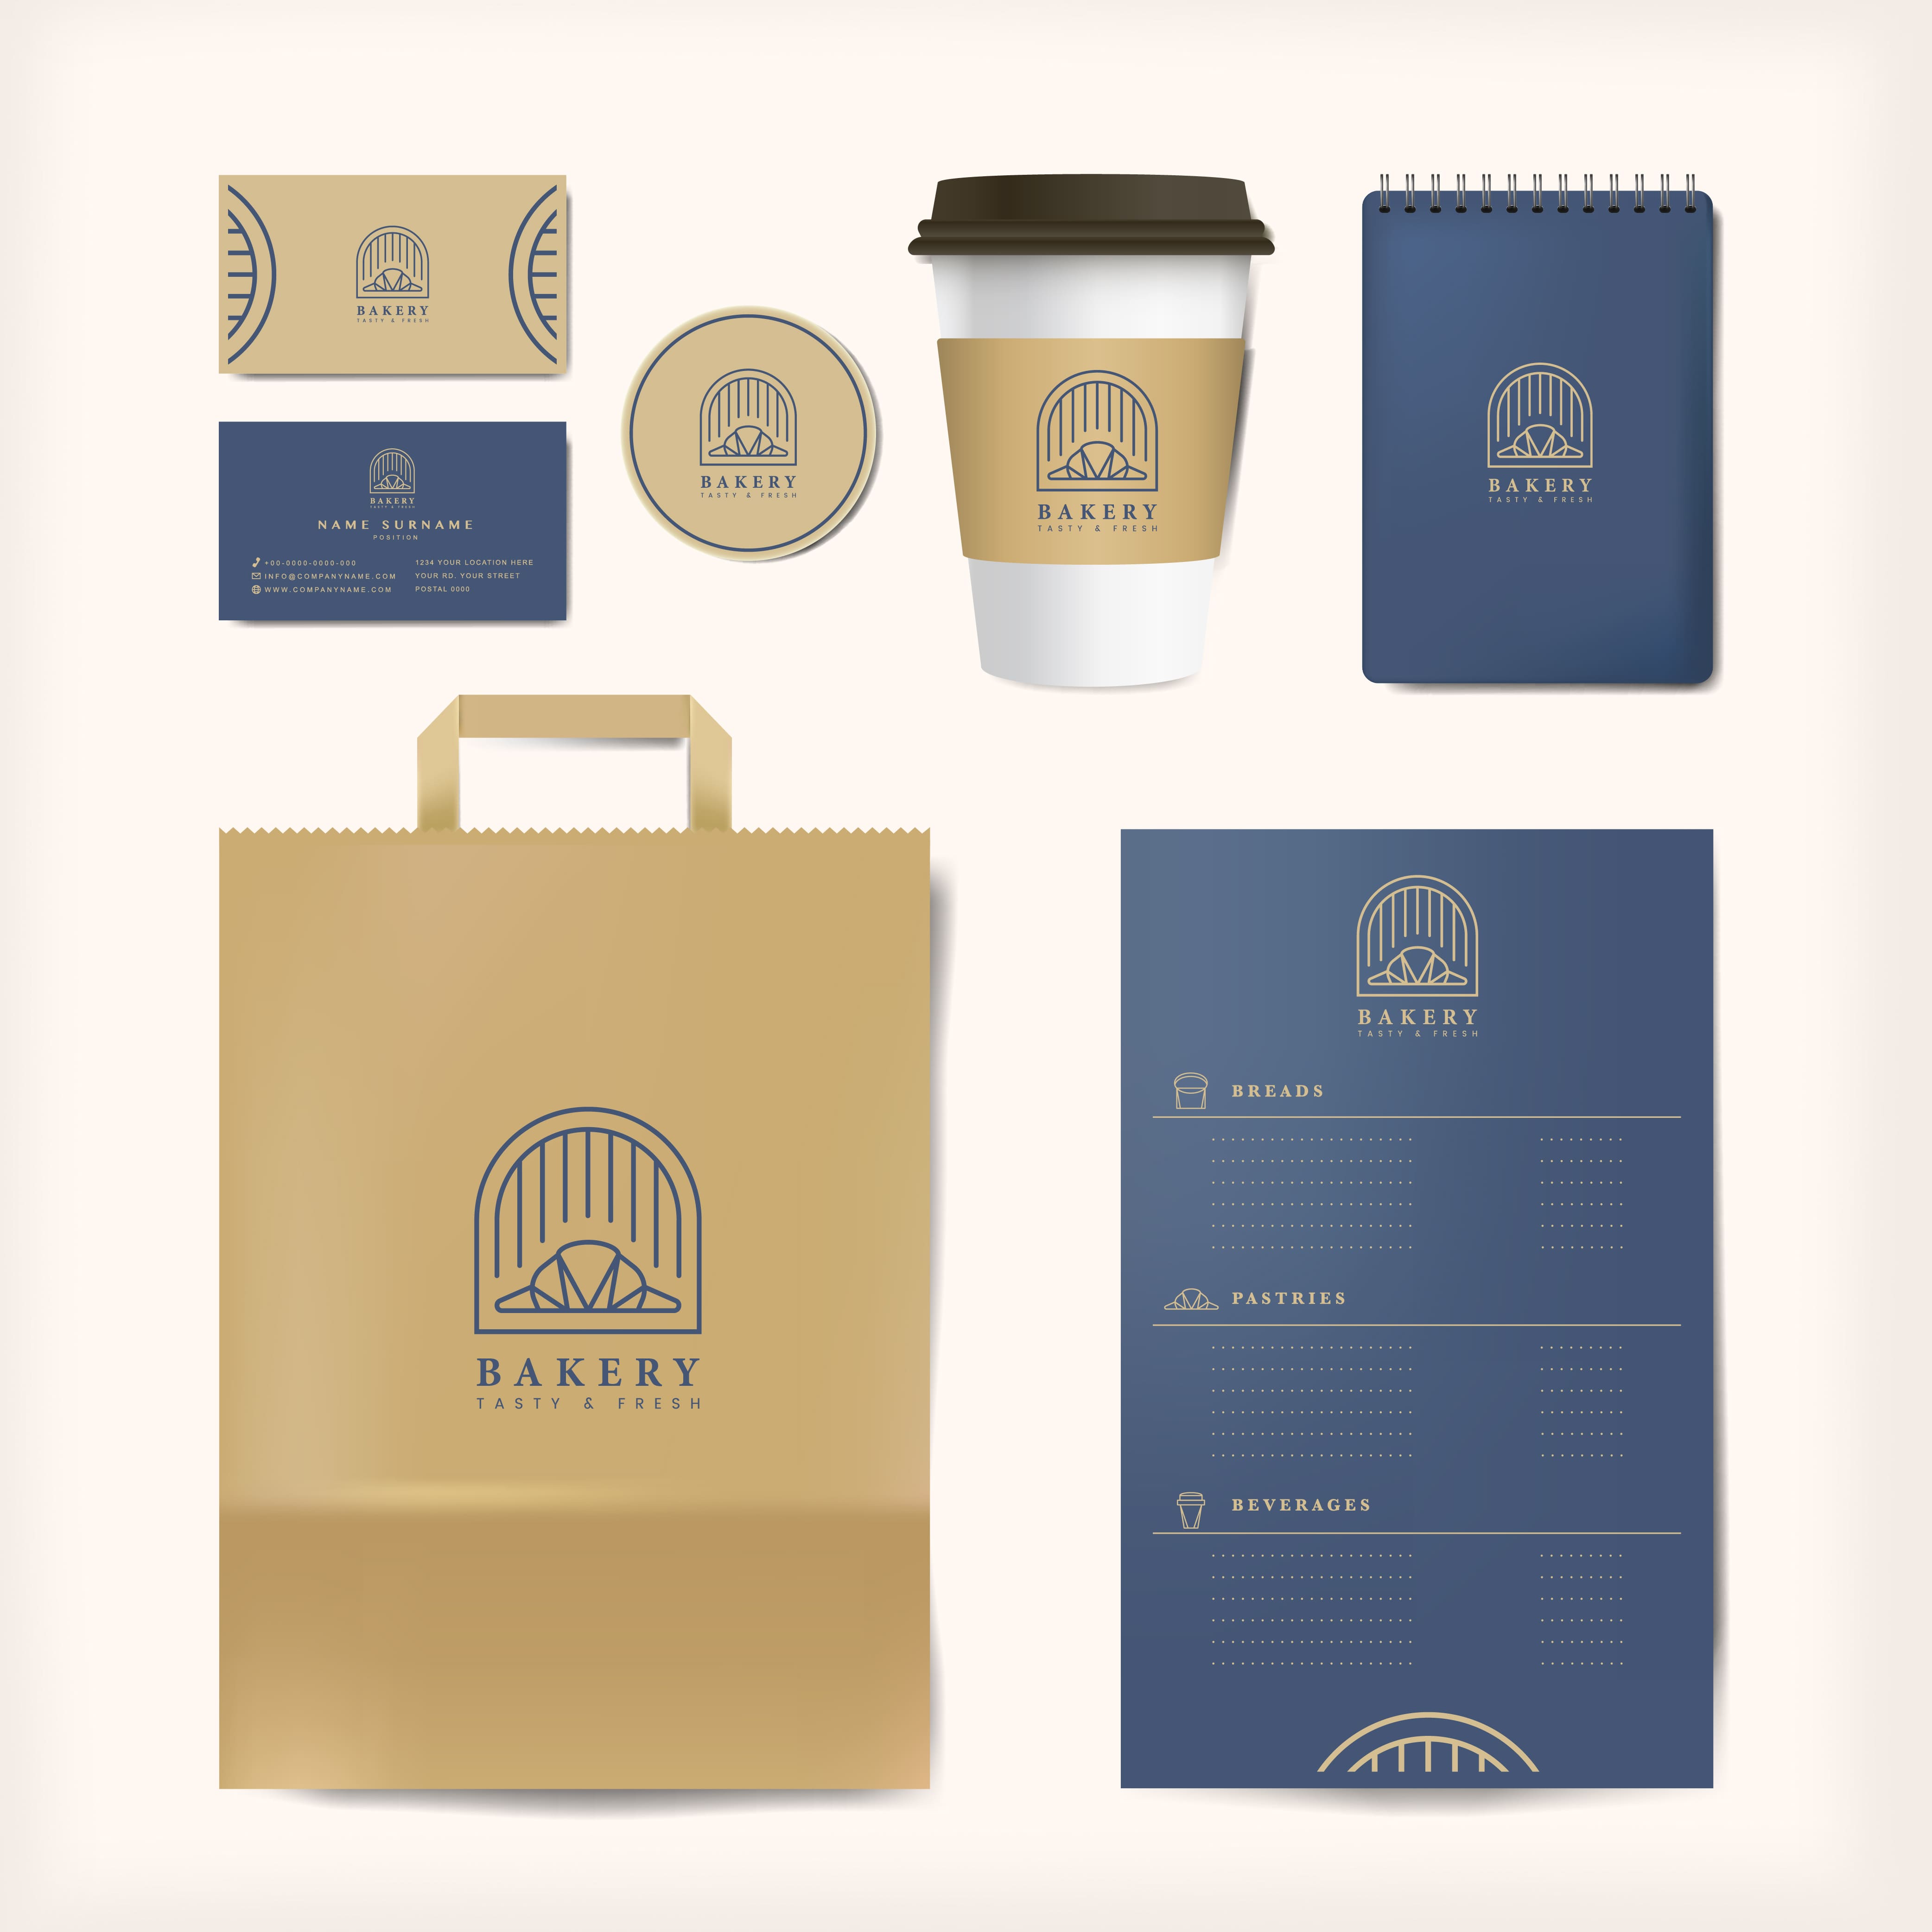 BAKERY
TASTY & FRESH
BAKERY
TASTY & FRESH
NAME SURNAME
POSITION
+00-0000-0000-000
INFO@COMPANYNAME.COM
WWW.COMPANYNAME.COM
1234 YOUR LOCATION HERE
YOUR RD. YOUR STREET
POSTAL 0000
BAKERY
TASTY & FRESH
BAKERY
TASTY & FRESH
BAKERY
TASTY & FRESH
BAKERY
TASTY & FRESH
BAKERY
TASTY & FRESH
BREADS
PASTRIES
BEVERAGES